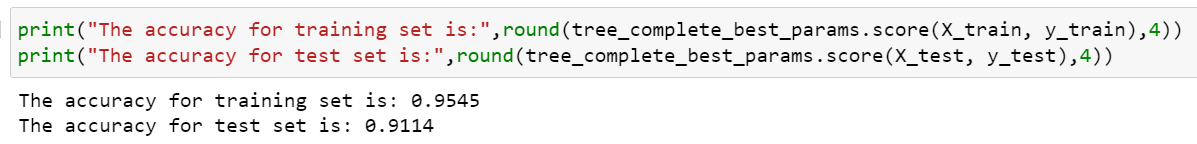 print("The accuracy for training set is:",round(tree_complete_best_params.score(X_train, y_train),4))
print("The accuracy for test set is:",round(tree_complete_best_params.score(X_test, y_test),4))
The accuracy for training set is: 0.9545
The accuracy for test set is: 0.9114